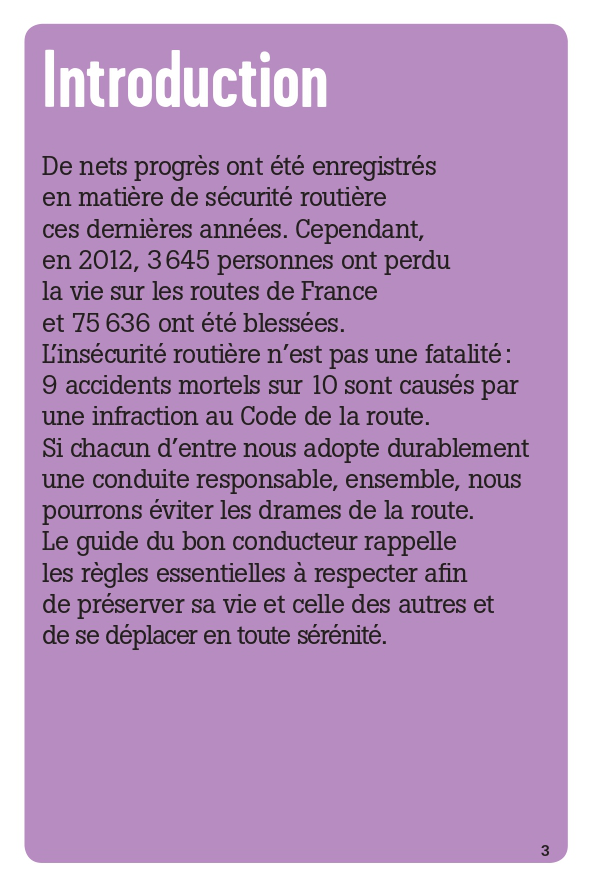 Introduction
De nets progrès ont été enregistrés
en matière de sécurité routière
ces dernières années. Cependant,
en 2012, 3 645 personnes ont perdu
la vie sur les routes de France
et 75 636 ont été blessées.
L’insécurité routière n’est pas une fatalité :
9 accidents mortels sur 10 sont causés par
une infraction au Code de la route.
Si chacun d’entre nous adopte durablement
une conduite responsable, ensemble, nous
pourrons éviter les drames de la route.
Le guide du bon conducteur rappelle
les règles essentielles à respecter afin
de préserver sa vie et celle des autres et
de se déplacer en toute sérénité.
3